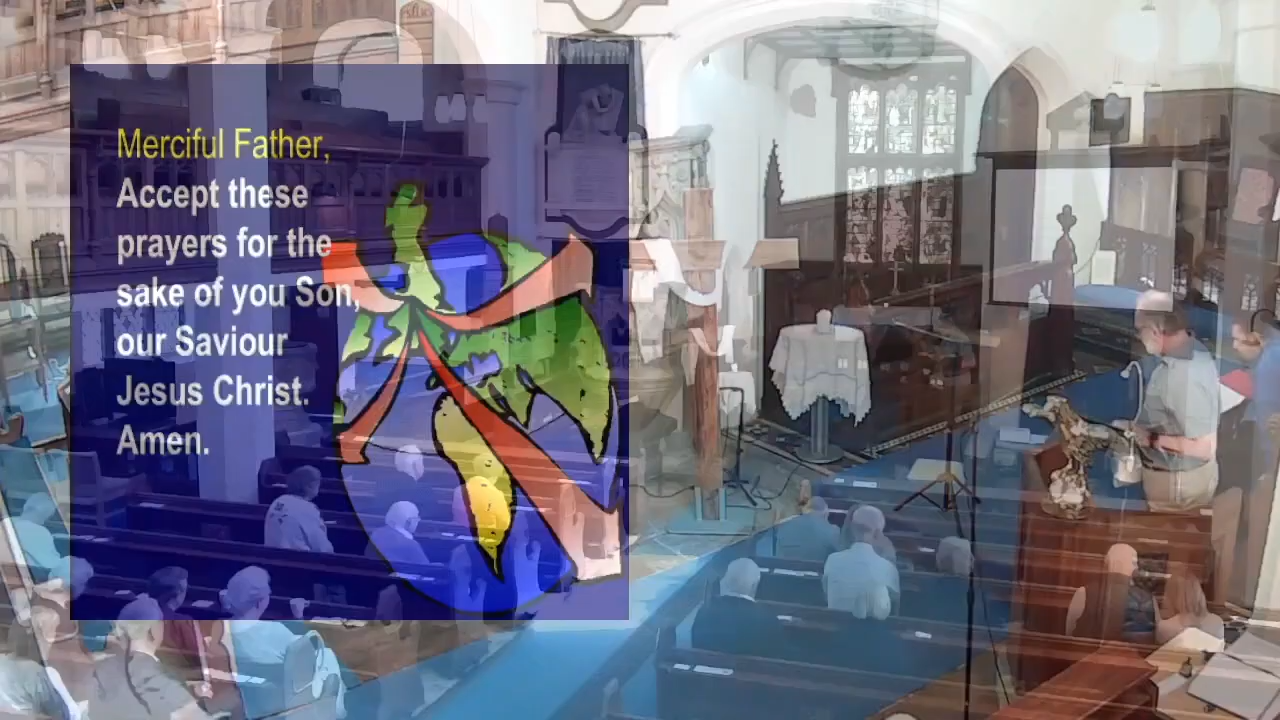 Merciful Father,
Accept these
prayers for the
sake of you Son,
our Saviour
Jesus Christ.
Amen.